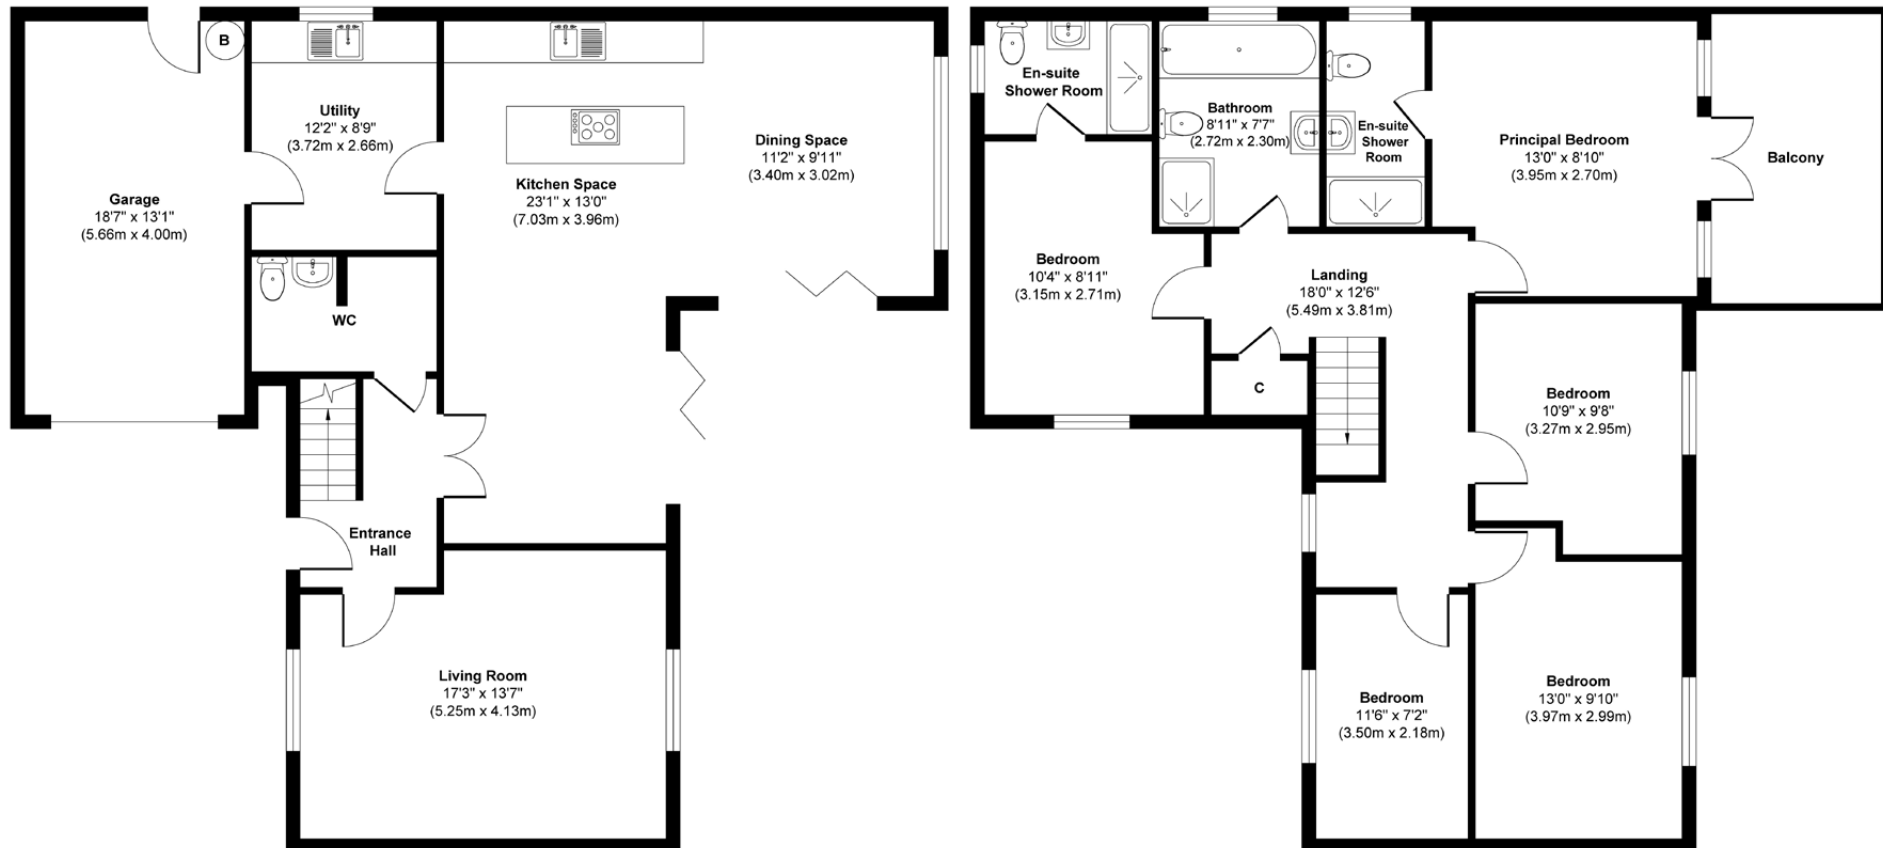 B
Utility
12'2" x 8'9"
(3.72m x 2.66m)
Garage
18'7" x 13'1"
(5.66m x 4.00m)
Kitchen Space
23'1" x 13'0"
(7.03m x 3.96m)
Dining Space
11'2" x 9'11"
(3.40m x 3.02m)
WC
Entrance
Hall
Living Room
17'3" x 13'7"
(5.25m x 4.13m)
En-suite
Shower Room
Bathroom
8'11" x 7'7"
(2.72m x 2.30m)
En-suite
Shower
Room
Principal Bedroom
13'0" x 8'10"
(3.95m x 2.70m)
Balcony
Bedroom
10'4" x 8'11"
(3.15m x 2.71m)
Landing
18'0" x 12'6"
(5.49m x 3.81m)
C
Bedroom
10'9" x 9'8"
(3.27m x 2.95m)
Bedroom
11'6" x 7'2"
(3.50m x 2.18m)
Bedroom
13'0" x 9'10"
(3.97m x 2.99m)